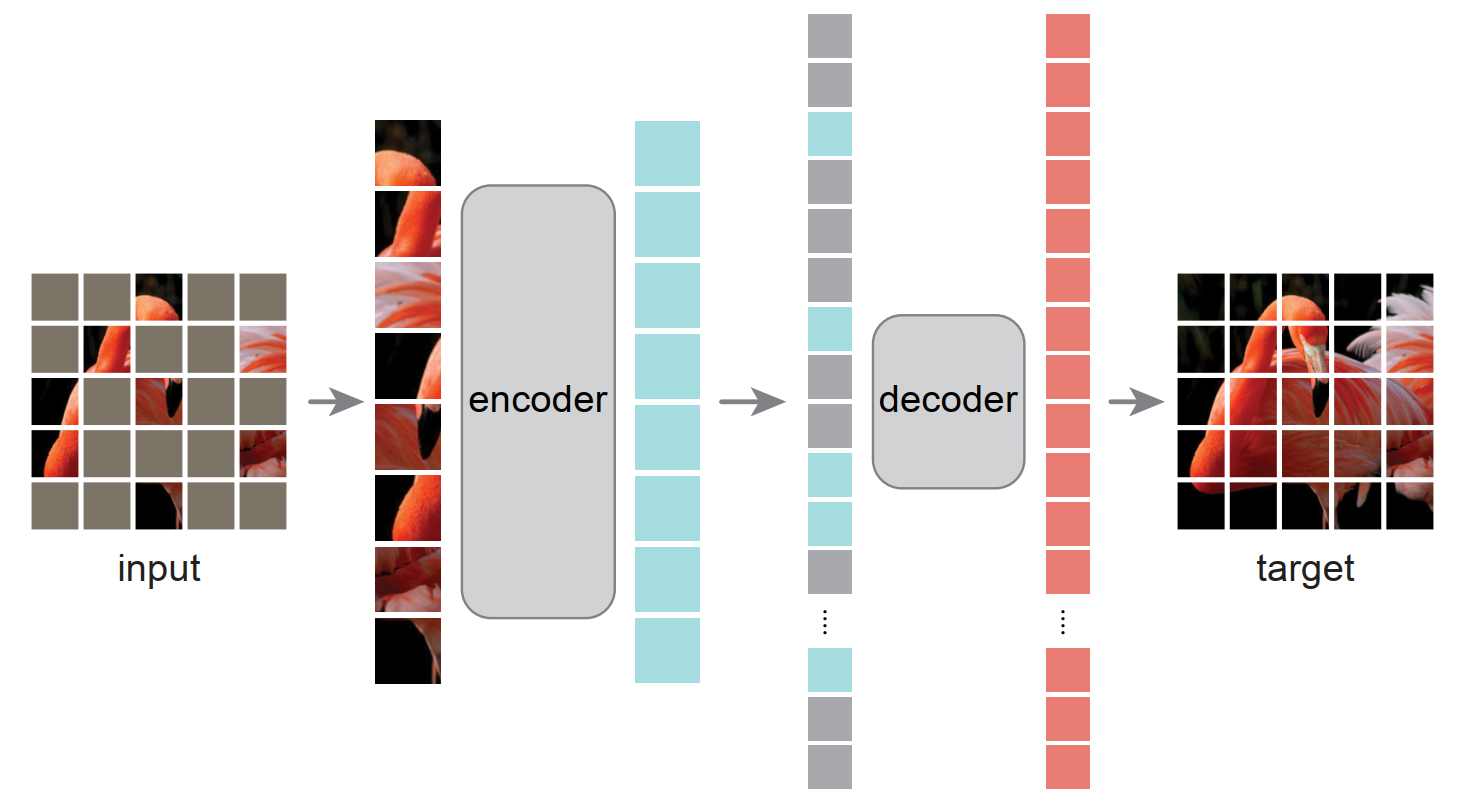 encoder
decoder
input
target